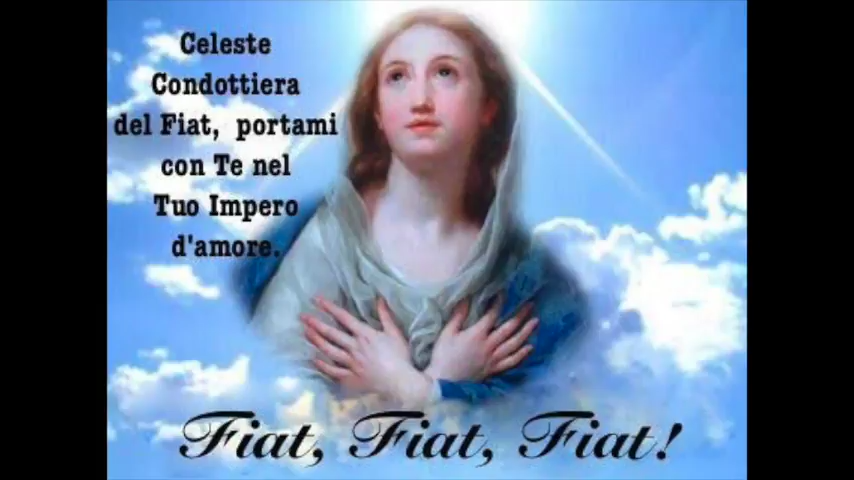 Celeste
Condottiera
del Fiat, portami
con Te nel
Tuo Impero
d'amore.
Fiat, Fiat, Fiat!